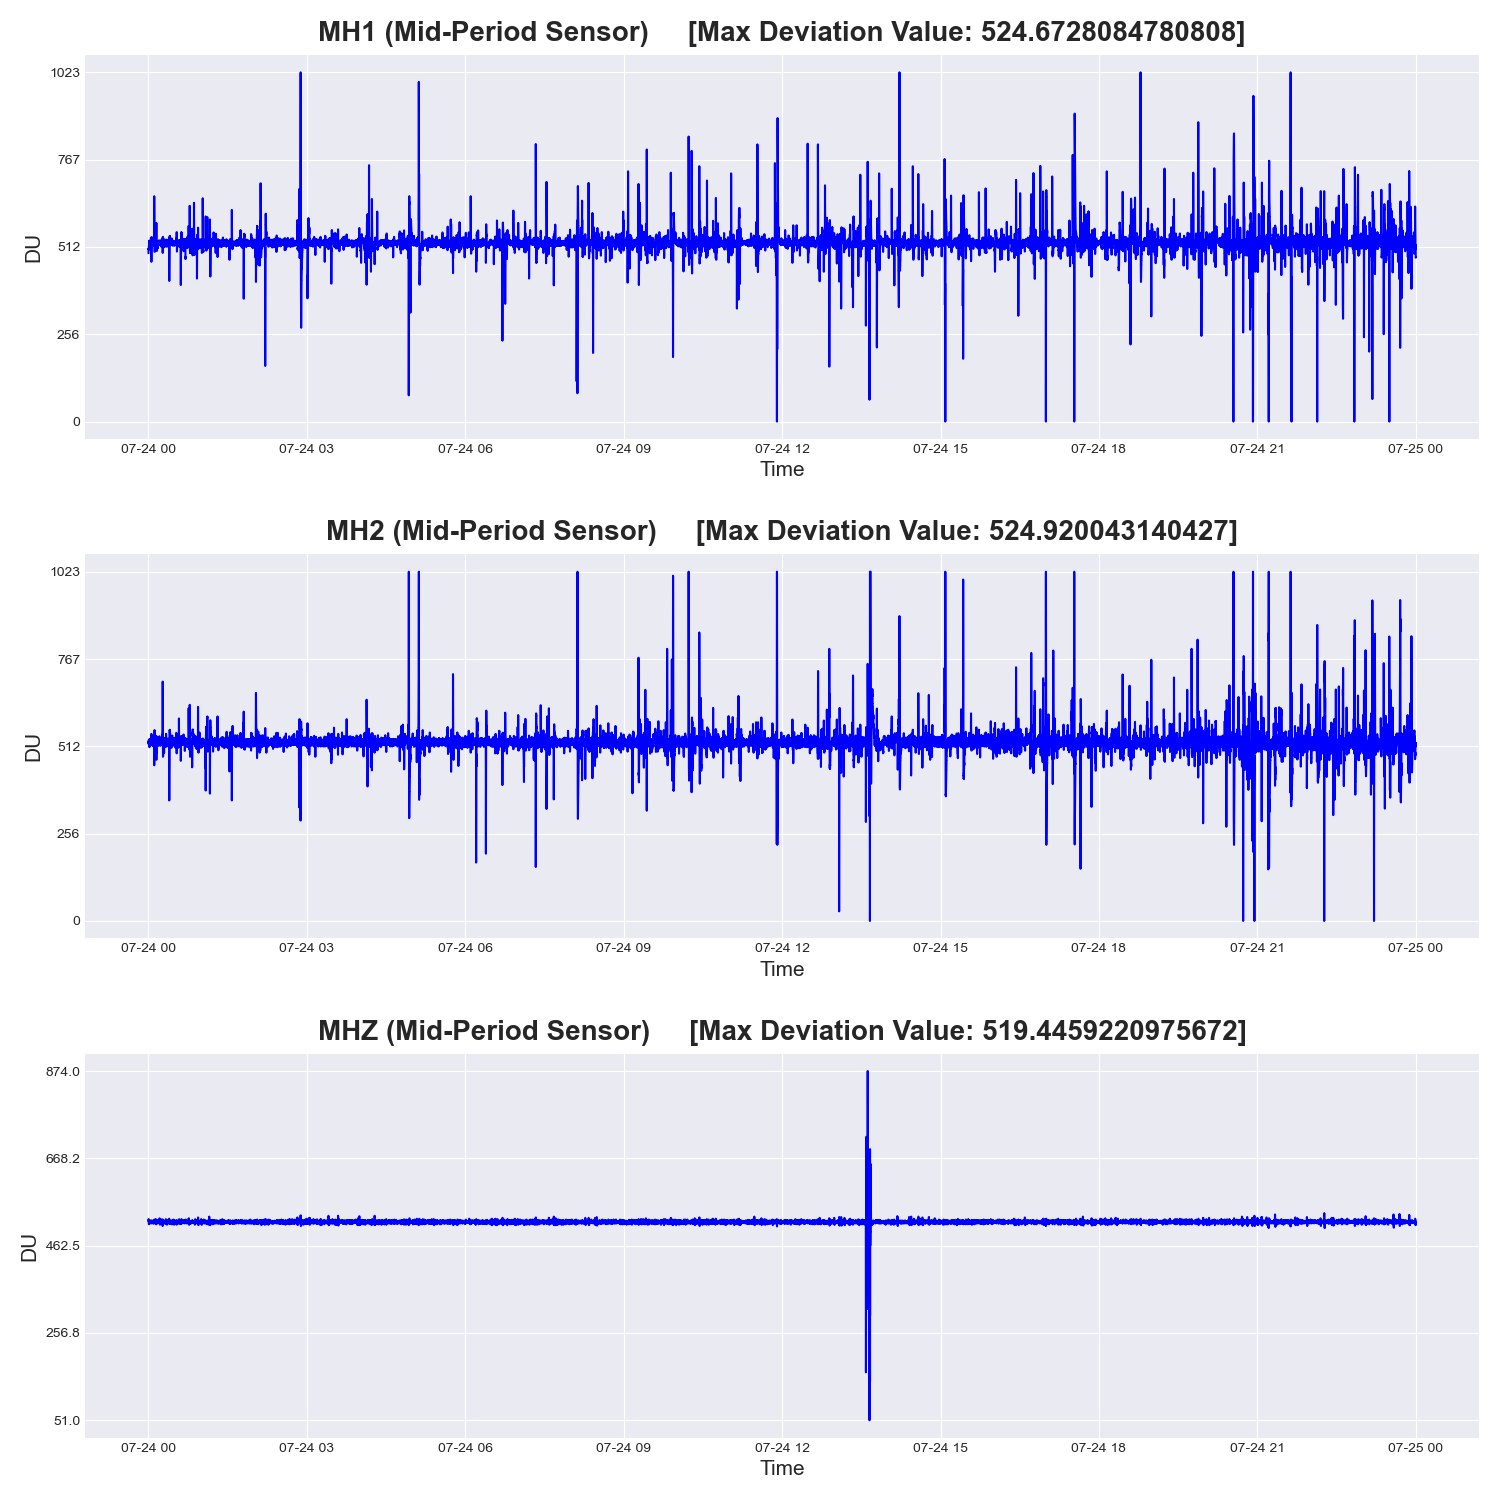 MH1 (Mid-Period Sensor) [Max Deviation Value: 524.6728084780808]
1023
767
512
256
0
DU
07-24 00 07-24 03 07-24 06 07-24 09 07-24 12 07-24 15 07-24 18 07-24 21 07-25 00
Time
MH2 (Mid-Period Sensor) [Max Deviation Value: 524.920043140427]
1023
767
512
256
0
DU
07-24 00 07-24 03 07-24 06 07-24 09 07-24 12 07-24 15 07-24 18 07-24 21 07-25 00
Time
MHZ (Mid-Period Sensor) [Max Deviation Value: 519.4459220975672]
874.0
668.2
462.5
256.8
51.0
DU
07-24 00 07-24 03 07-24 06 07-24 09 07-24 12 07-24 15 07-24 18 07-24 21 07-25 00
Time